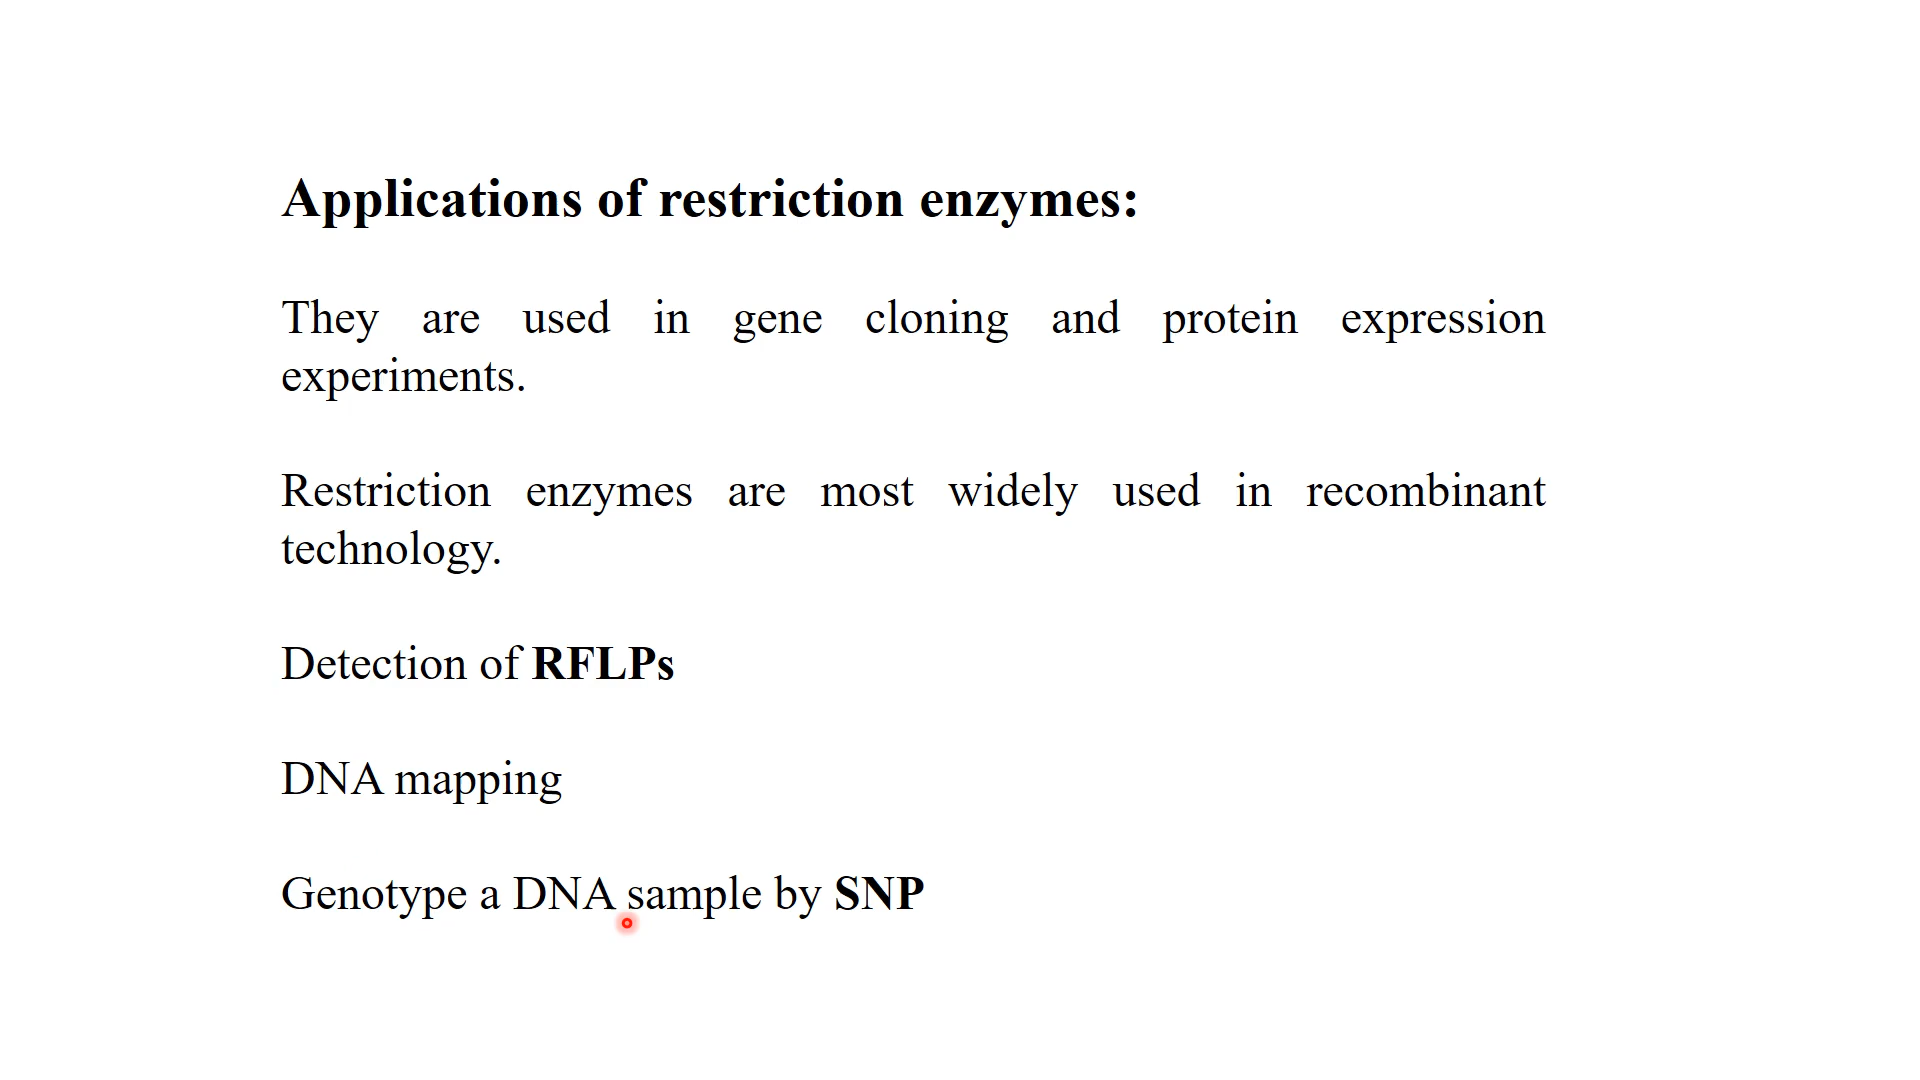 Applications of restriction enzymes:
They are used in gene cloning and protein expression
experiments.
Restriction enzymes are most widely used in recombinant
technology.
Detection of RFLPs
DNA mapping
Genotype a DNA sample by SNP